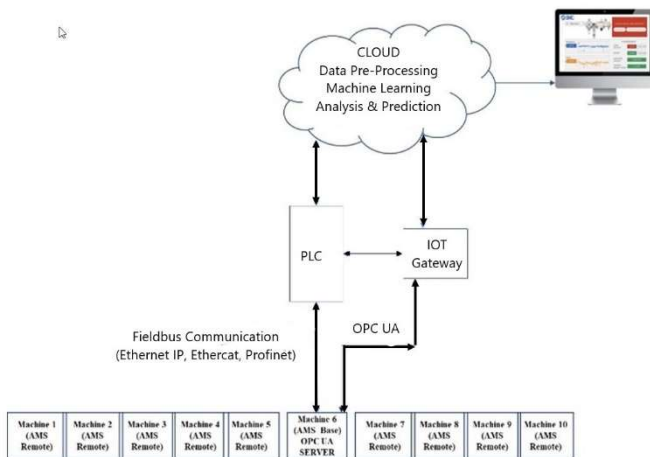 CLOUD
Data Pre-Processing
Machine Learning
Analysis & Prediction
PLC
IOT
Gateway
Fieldbus Communication
(Ethernet IP, Ethercat, Profinet)
OPC UA
Machine 1
(AMS
Remote)
Machine 2
(AMS
Remote)
Machine 3
(AMS
Remote)
Machine 4
(AMS
Remote)
Machine 5
(AMS
Remote)
Machine 6
(AMS Base)
OPC UA
SERVER
Machine 7
(AMS
Remote)
Machine 8
(AMS
Remote)
Machine 9
(AMS
Remote)
Machine 10
(AMS
Remote)